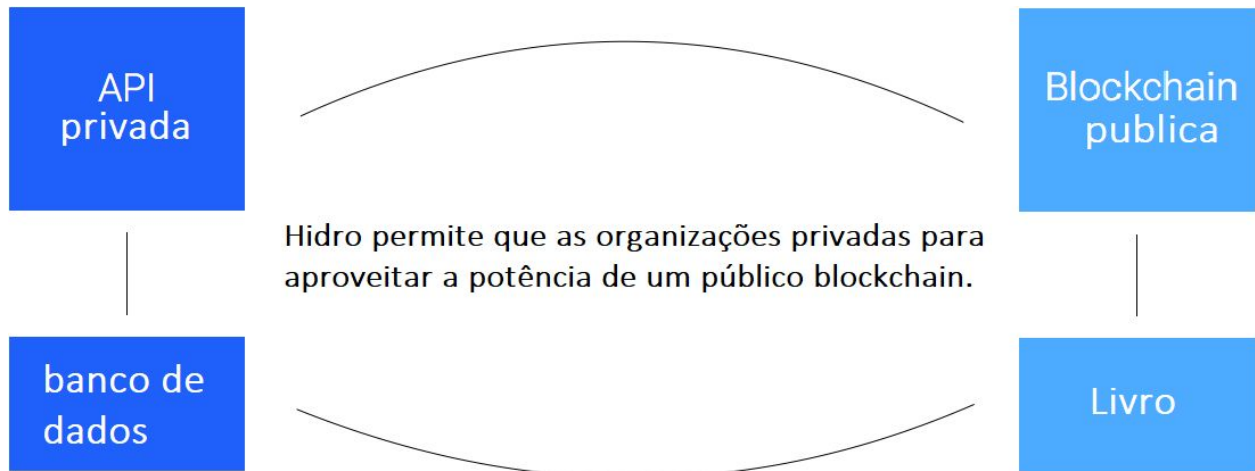 API
privada
Blockchain
publica
Hidro permite que as organizações privadas para
aproveitar a potência de um público blockchain.
banco de
dados
Livro